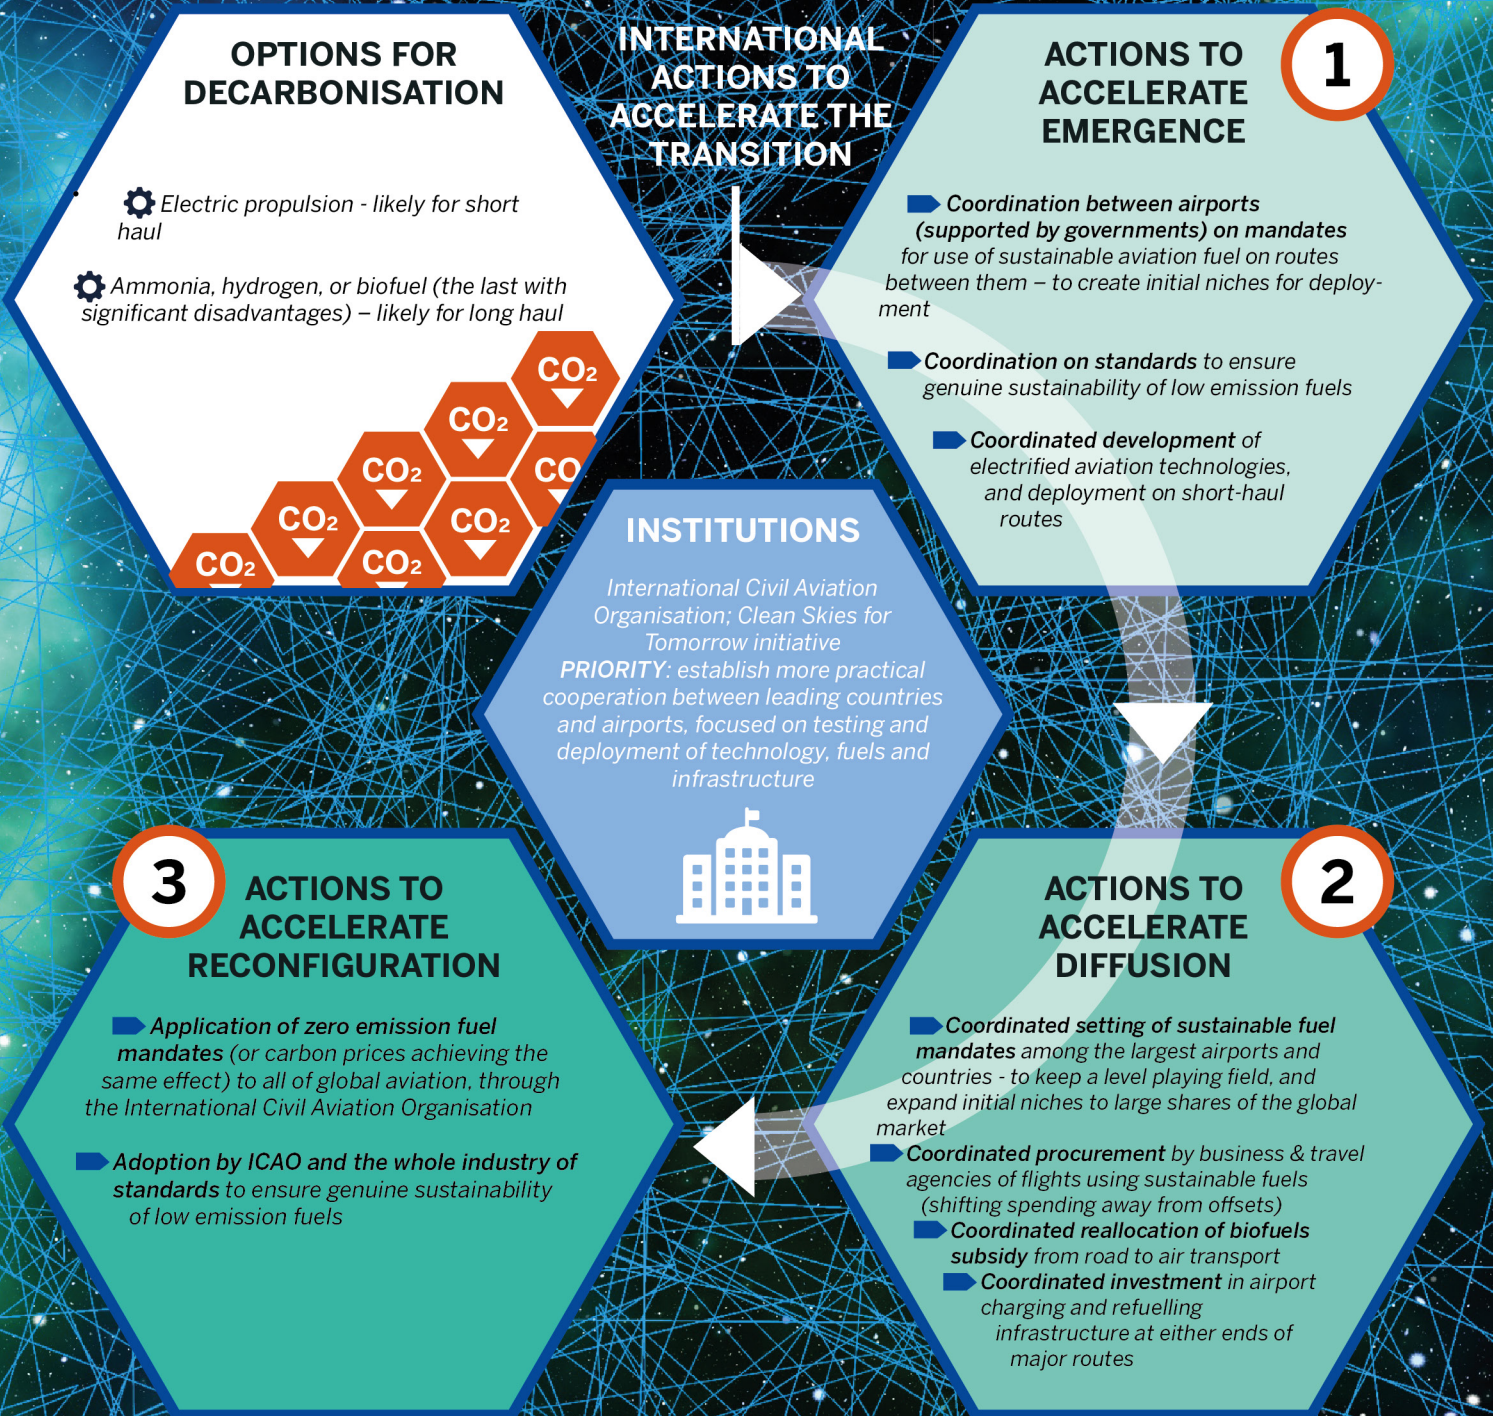 OPTIONS FOR
DECARBONISATION
Electric propulsion - likely for short
haul
Ammonia, hydrogen, or biofuel (the last with
significant disadvantages) – likely for long haul
CO2
CO2
CO2
CO
CO2
CO2
CO2
CO2
INTERNATIONAL
ACTIONS TO
ACCELERATE THE
TRANSITION
1
ACTIONS TO
ACCELERATE
EMERGENCE
Coordination between airports
(supported by governments) on mandates
for use of sustainable aviation fuel on routes
between them – to create initial niches for deploy-
ment
Coordination on standards to ensure
genuine sustainability of low emission fuels
Coordinated development of
electrified aviation technologies,
and deployment on short-haul
routes
INSTITUTIONS
International Civil Aviation
Organisation; Clean Skies for
Tomorrow initiative
PRIORITY: establish more practical
cooperation between leading countries
and airports, focused on testing and
deployment of technology, fuels and
infrastructure
2
ACTIONS TO
ACCELERATE
DIFFUSION
Coordinated setting of sustainable fuel
mandates among the largest airports and
countries - to keep a level playing field, and
expand initial niches to large shares of the global
market
Coordinated procurement by business & travel
agencies of flights using sustainable fuels
(shifting spending away from offsets)
Coordinated reallocation of biofuels
subsidy from road to air transport
Coordinated investment in airport
charging and refuelling
infrastructure at either ends of
major routes
3
ACTIONS TO
ACCELERATE
RECONFIGURATION
Application of zero emission fuel
mandates (or carbon prices achieving the
same effect) to all of global aviation, through
the International Civil Aviation Organisation
Adoption by ICAO and the whole industry of
standards to ensure genuine sustainability
of low emission fuels